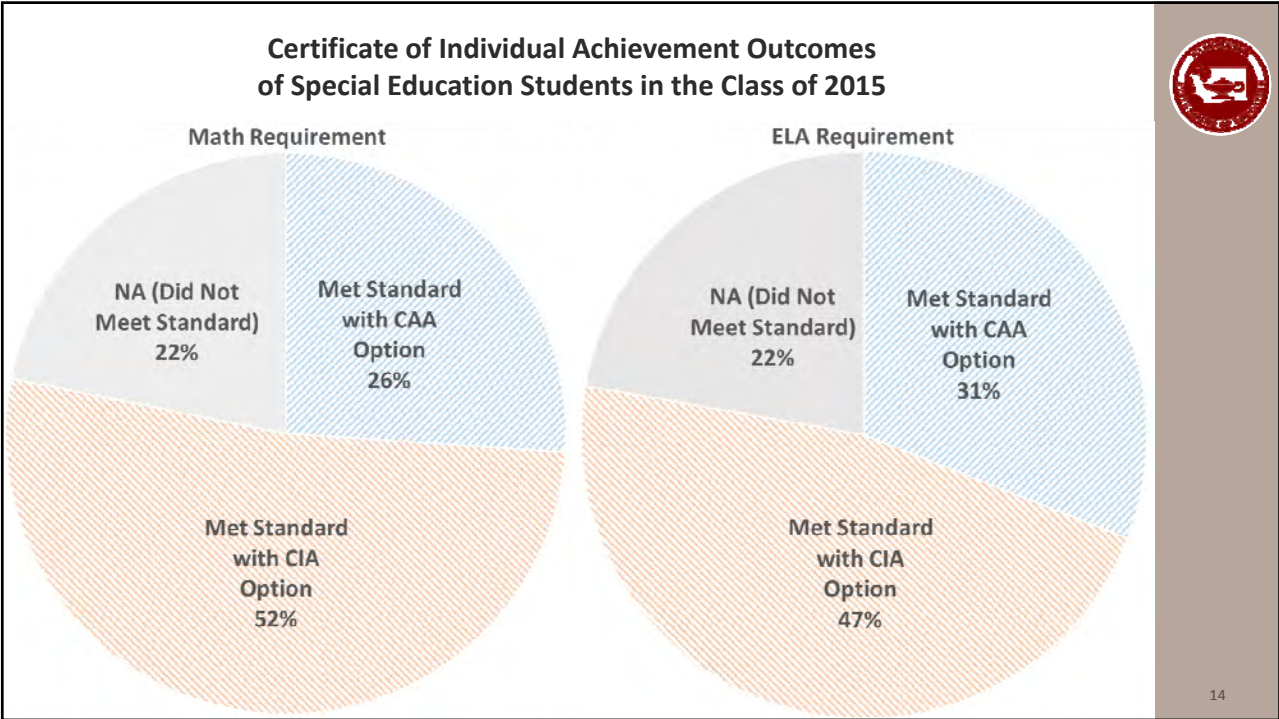 Certificate of Individual Achievement Outcomes
of Special Education Students in the Class of 2015
Math Requirement
NA (Did Not
Meet Standard)
22%
Met Standard
with CAA
Option
26%
Met Standard
with CIA
Option
52%
ELA Requirement
NA (Did Not
Meet Standard)
22%
Met Standard
with CAA
Option
31%
Met Standard
with CIA
Option
47%
14